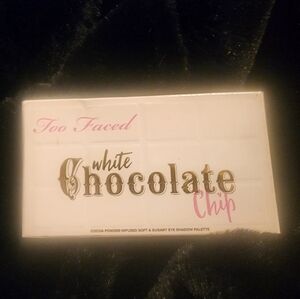 Too Faced
white
Chocolate
Chip
COCOA POWDER INFUSED SOFT & SUGARY EYE SHADOW PALETTE